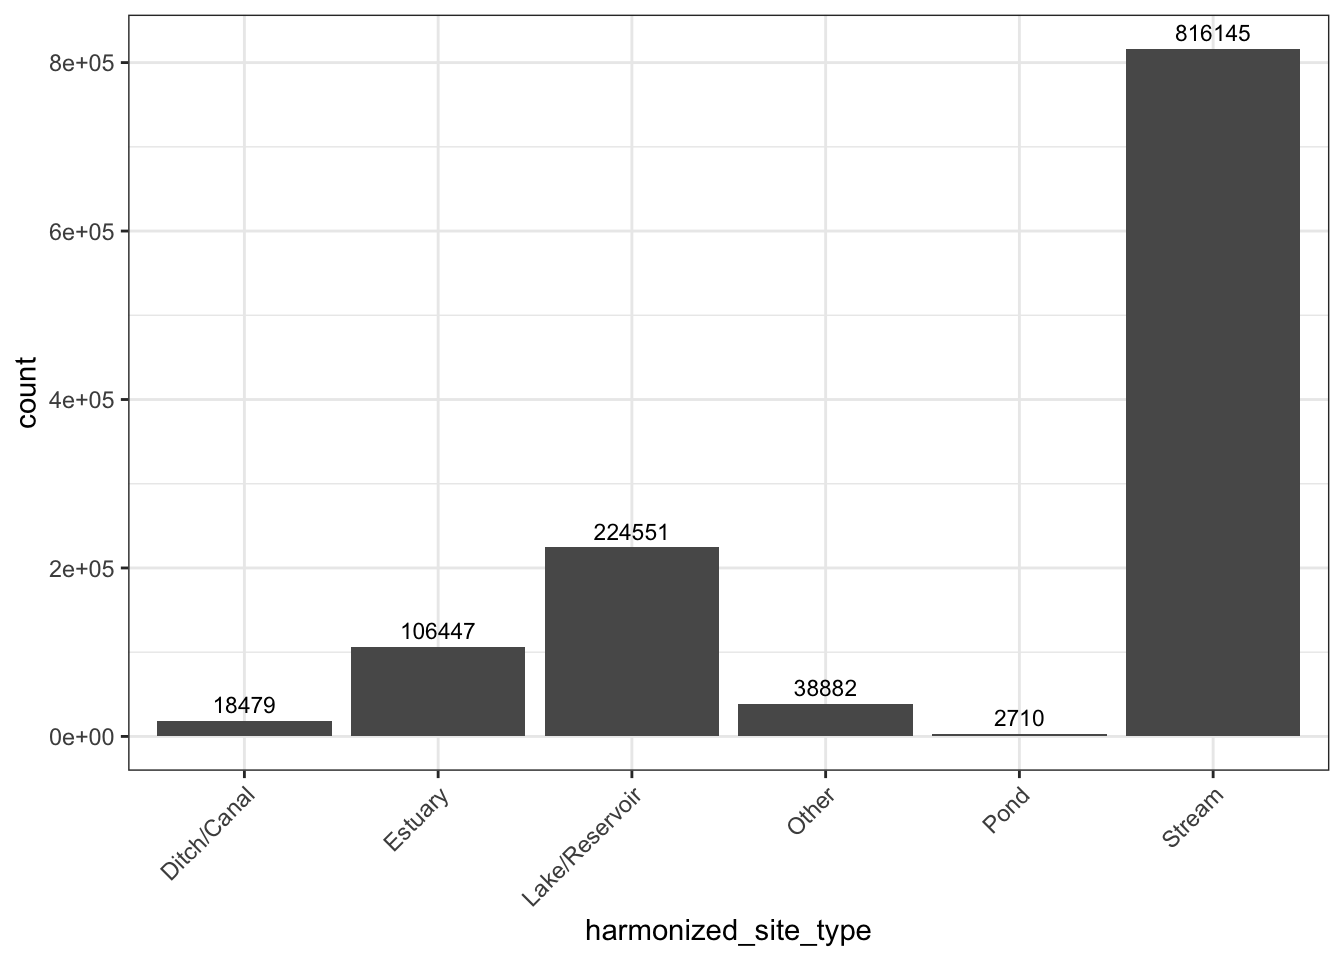 816145
8e+05
6e+05
count
4e+05
224551
2e+05
106447
38882
18479
2710
0e+00
Ditch/Canal
Estuary
Lake/Reservoir
Other
Pond
Stream
harmonized_site_type